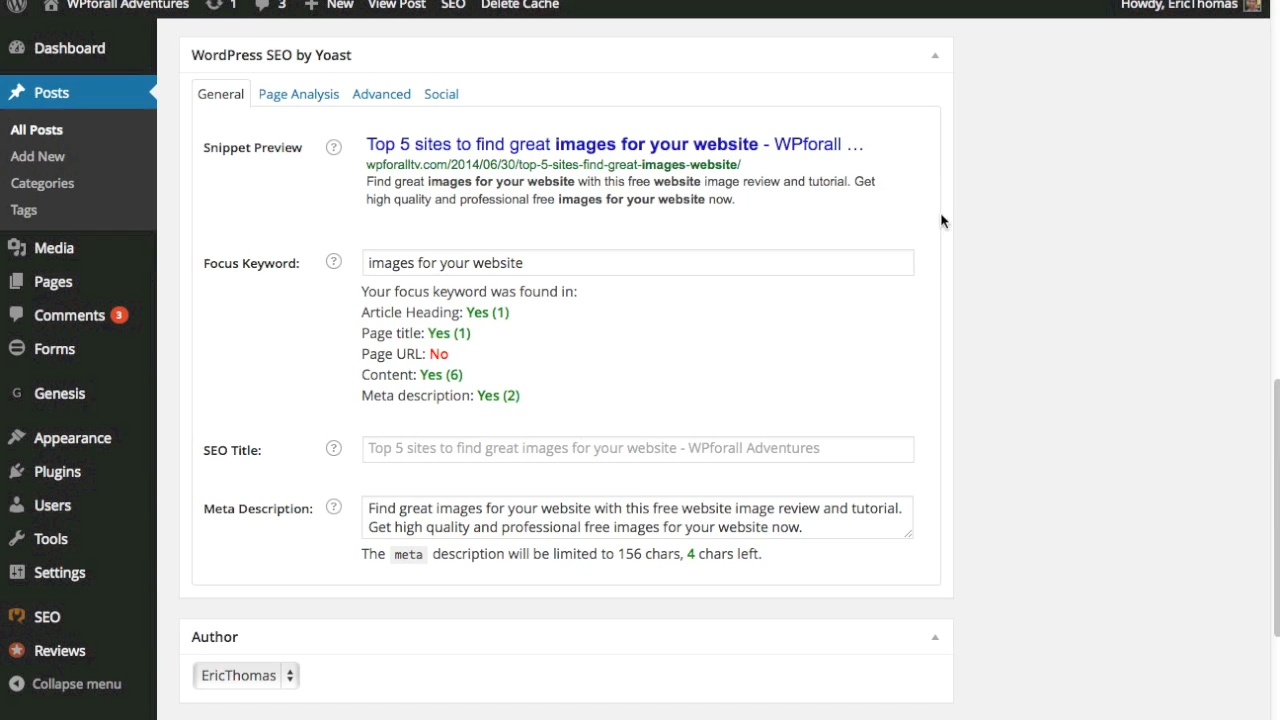 WPforall Adventures 1 3 New View Post SEO Delete Cache Howdy, EricThomas
Dashboard
Posts
All Posts
Add New
Categories
Tags
Media
Pages
Comments 3
Forms
Genesis
Appearance
Plugins
Users
Tools
Settings
SEO
Reviews
Collapse menu
WordPress SEO by Yoast
General Page Analysis Advanced Social
Snippet Preview ? Top 5 sites to find great images for your website - WPforall ...
wpforalltv.com/2014/06/30/top-5-sites-find-great-images-website/
Find great images for your website with this free website image review and tutorial. Get
high quality and professional free images for your website now.
Focus Keyword: ? images for your website
Your focus keyword was found in:
Article Heading: Yes (1)
Page title: Yes (1)
Page URL: No
Content: Yes (6)
Meta description: Yes (2)
SEO Title: ? Top 5 sites to find great images for your website - WPforall Adventures
Meta Description: ? Find great images for your website with this free website image review and tutorial.
Get high quality and professional free images for your website now.
The meta description will be limited to 156 chars, 4 chars left.
Author
EricThomas